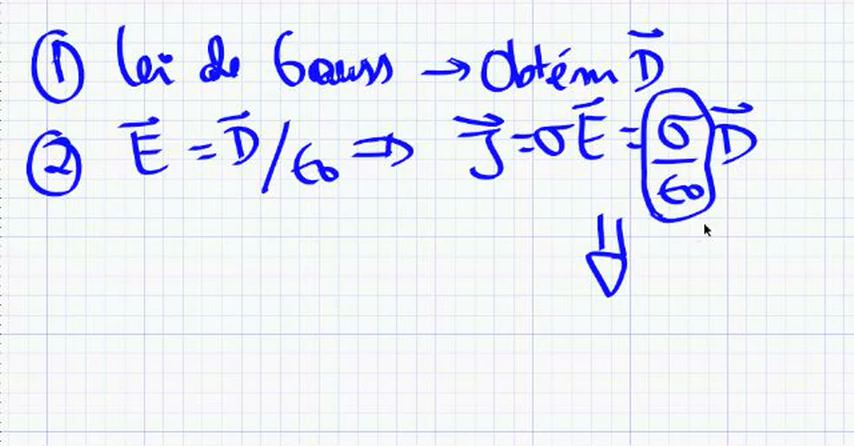 ① Lei de Gauss → Obtém D⃗
② E⃗ = D⃗/ϵ₀ ⇒ J⃗ = σE⃗ = σ/ϵ₀ D⃗